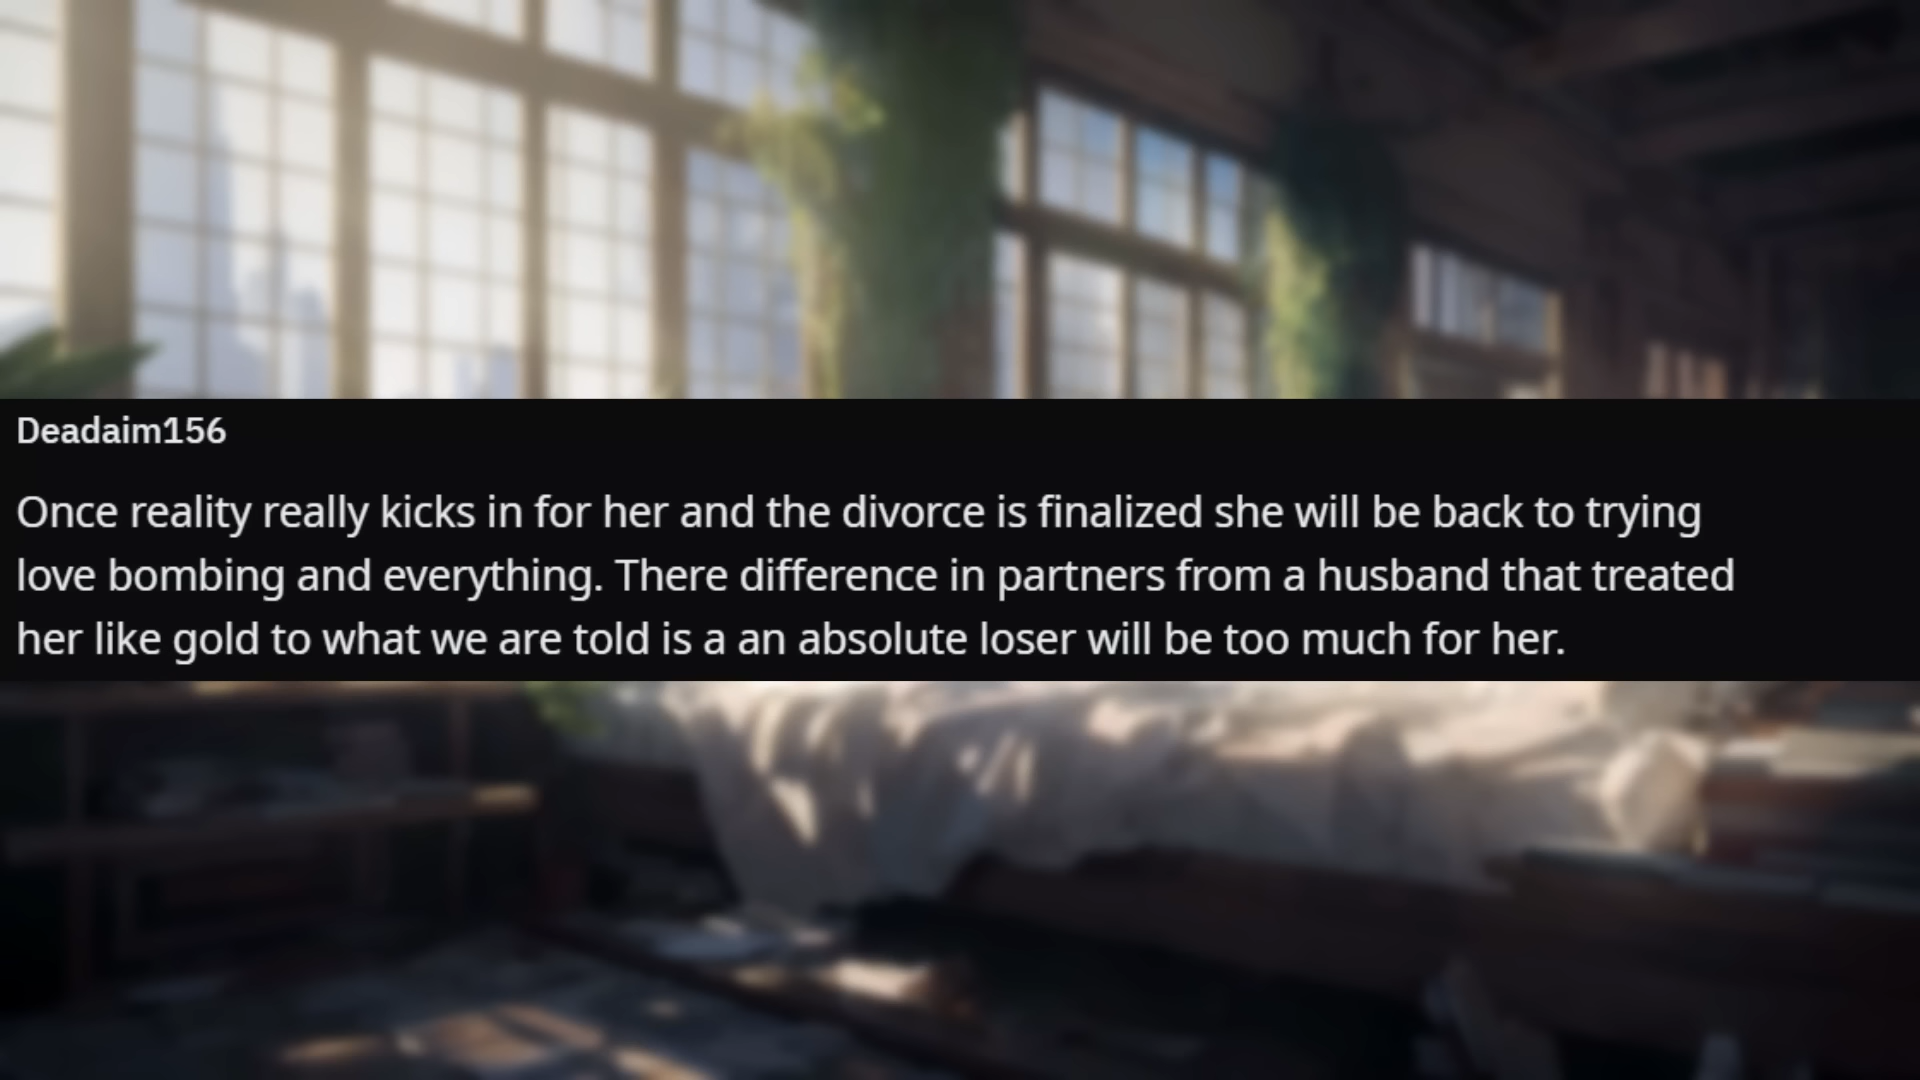 Deadaim156
Once reality really kicks in for her and the divorce is finalized she will be back to trying
love bombing and everything. There difference in partners from a husband that treated
her like gold to what we are told is a an absolute loser will be too much for her.